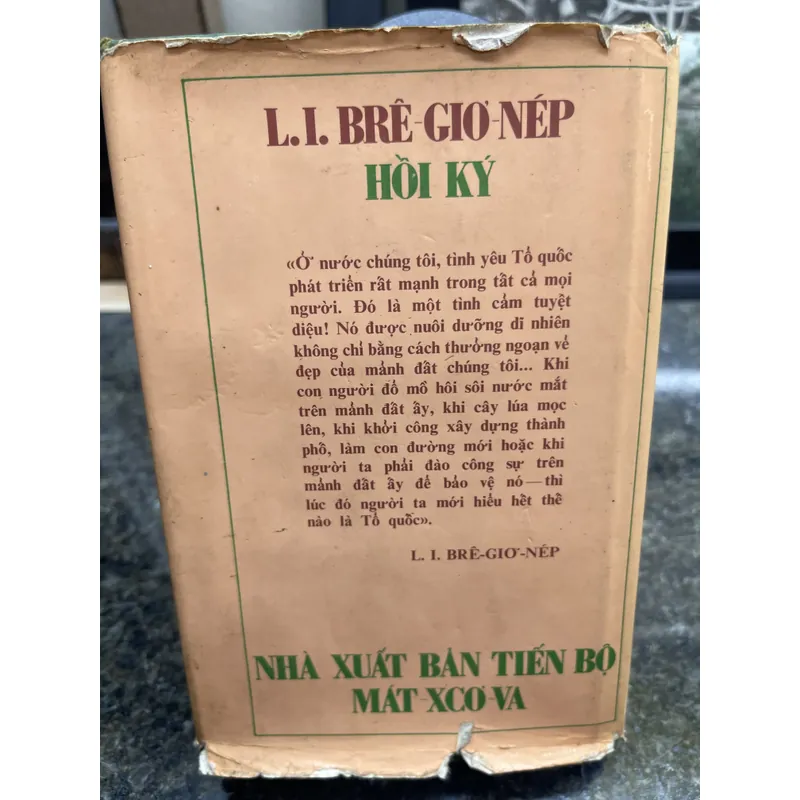 L. I. BRÊ-GIƠ-NÉP
HỒI KÝ
«Ở nước chúng tôi, tình yêu Tổ quốc
phát triển rất mạnh trong tất cả mọi
người. Đó là một tình cảm tuyệt
diệu! Nó được nuôi dưỡng dĩ nhiên
không chỉ bằng cách thưởng ngoạn vẻ
đẹp của mảnh đất chúng tôi... Khi
con người đổ mồ hôi sôi nước mắt
trên mảnh đất ấy, khi cây lúa mọc
lên, khi khởi công xây dựng thành
phố, làm con đường mới hoặc khi
người ta phải đào công sự trên
mảnh đất ấy để bảo vệ nó — thì
lúc đó người ta mới hiểu hết thế
nào là Tổ quốc».
L. I. BRÊ-GIƠ-NÉP
NHÀ XUẤT BẢN TIẾN BỘ
MÁT-XCƠ-VA